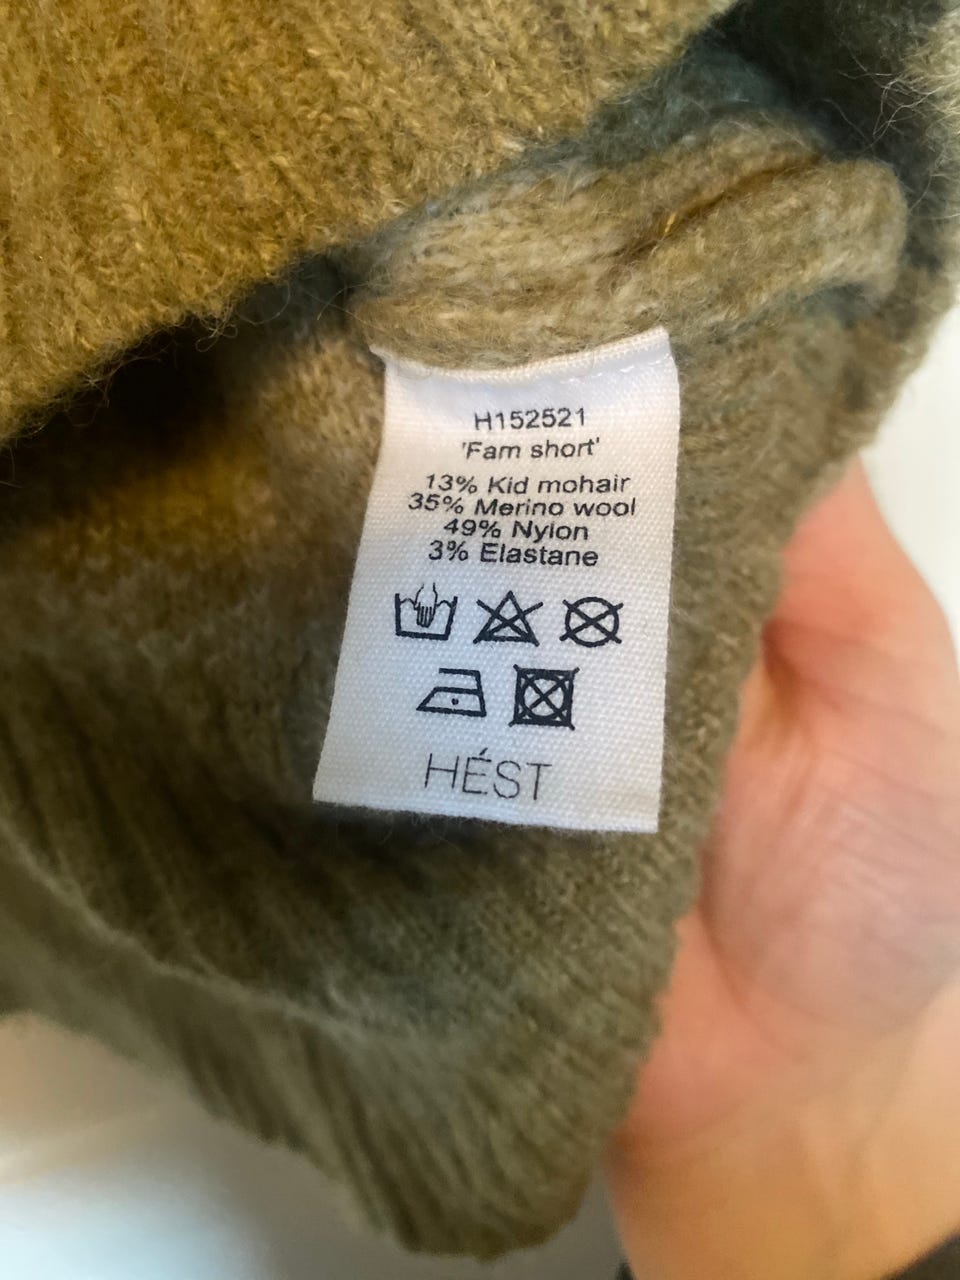 H152521
'Fam short'
13% Kid mohair
35% Merino wool
49% Nylon
3% Elastane
HÉST